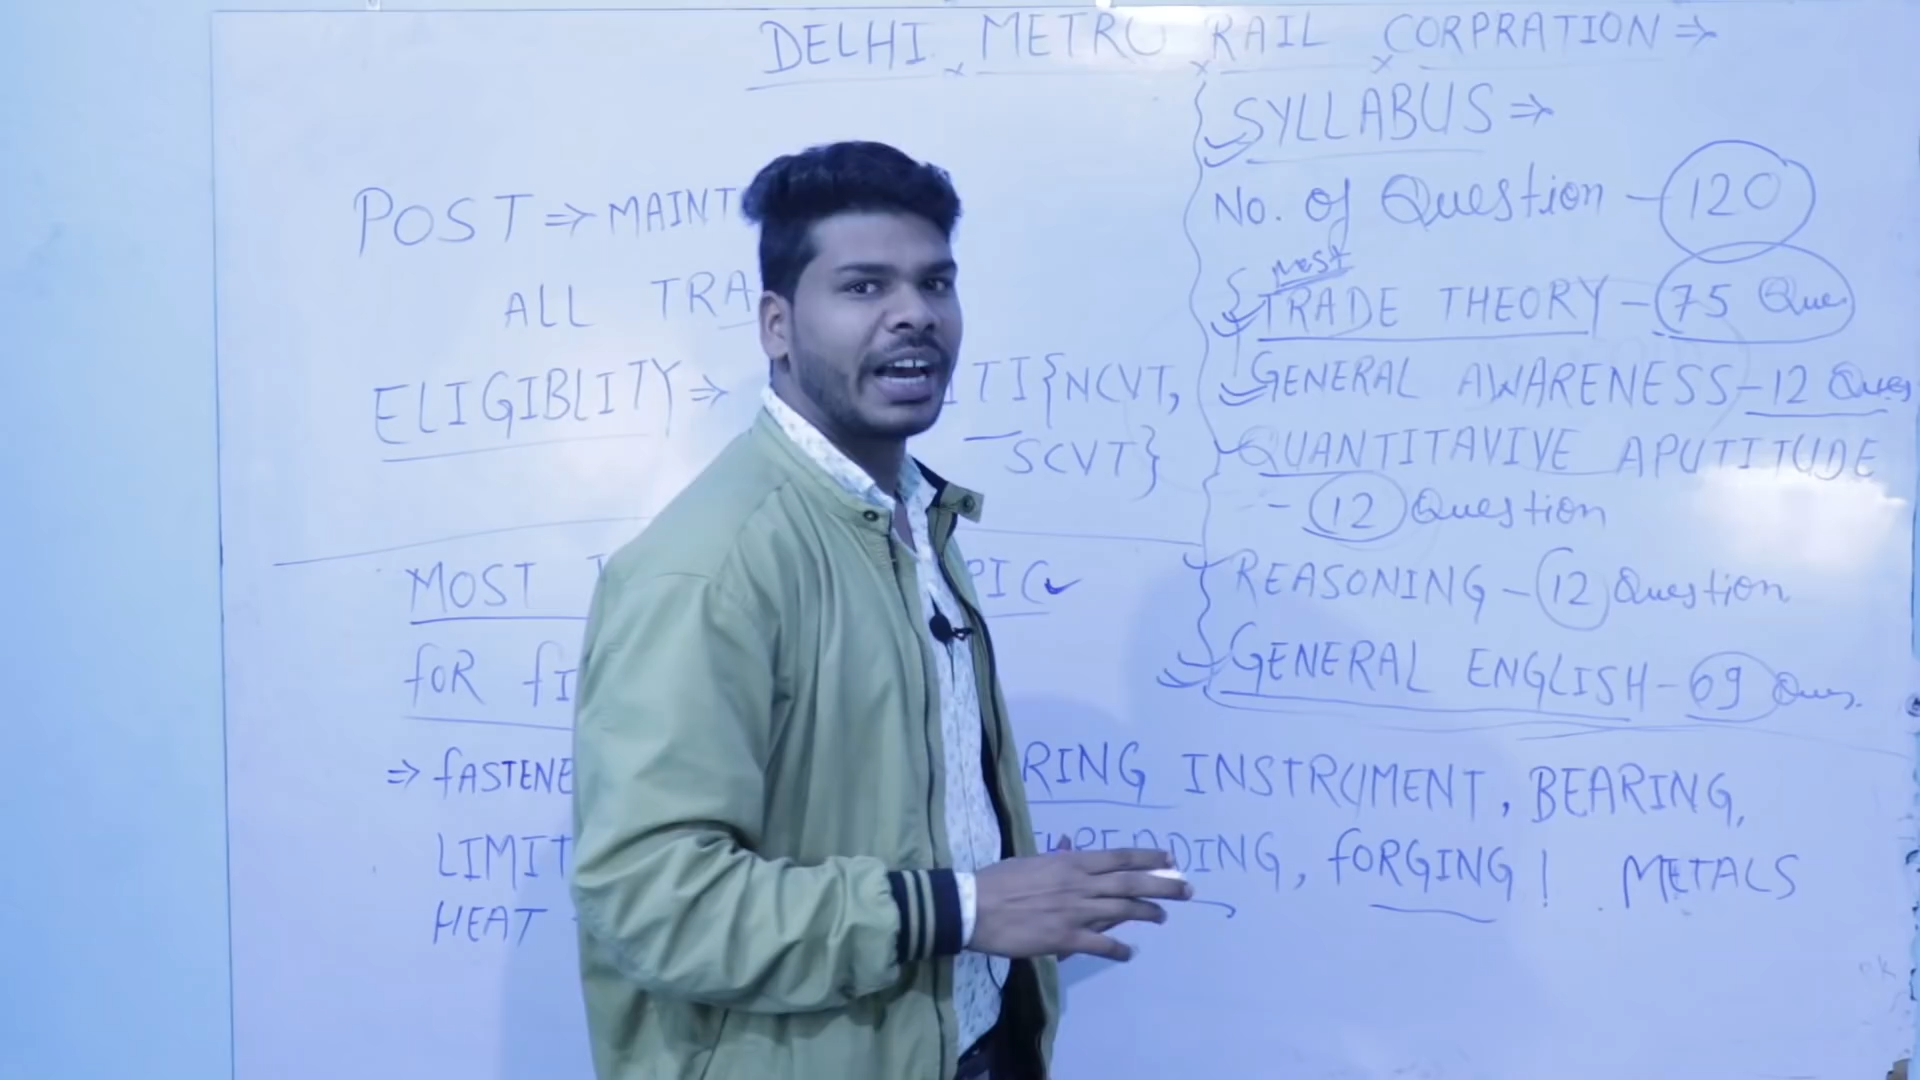 DELHI METRO RAIL CORPRATION ⇒
POST ⇒ MAINT
ALL TRA
ELIGIBLITY ⇒ ITI {NCVT,
SCVT}
MOST PIC
FOR FI
⇒ FASTENE RING INSTRUMENT, BEARING,
LIMIT THREADING, FORGING! METALS
HEAT
SYLLABUS ⇒
No. of Question - 120
Most
TRADE THEORY - 75 Ques
GENERAL AWARENESS - 12 Ques
QUANTITAVIVE APUTITUDE
- 12 Question
REASONING - 12 Question
GENERAL ENGLISH - 09 Ques.